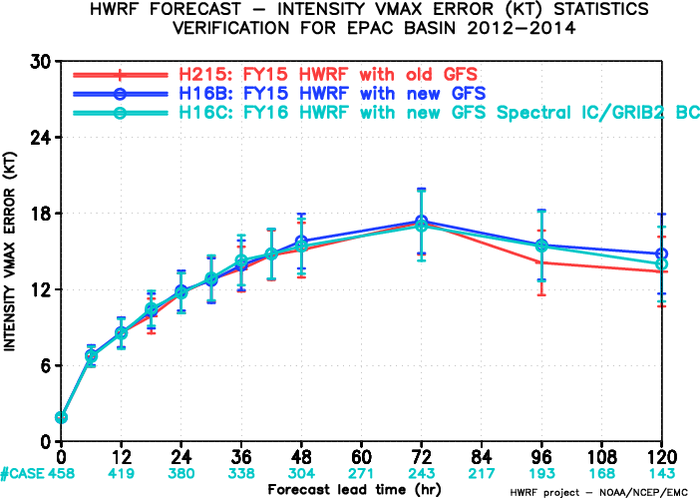 HWRF FORECAST – INTENSITY VMAX ERROR (KT) STATISTICS
VERIFICATION FOR EPAC BASIN 2012–2014
H215: FY15 HWRF with old GFS
H16B: FY15 HWRF with new GFS
H16C: FY16 HWRF with new GFS Spectral IC/GRIB2 BC
INTENSITY VMAX ERROR (KT)
30
24
18
12
6
0
0 12 24 36 48 60 72 84 96 108 120
#CASE 458 419 380 338 304 271 243 217 193 168 143
Forecast lead time (hr)
HWRF project – NOAA/NCEP/EMC